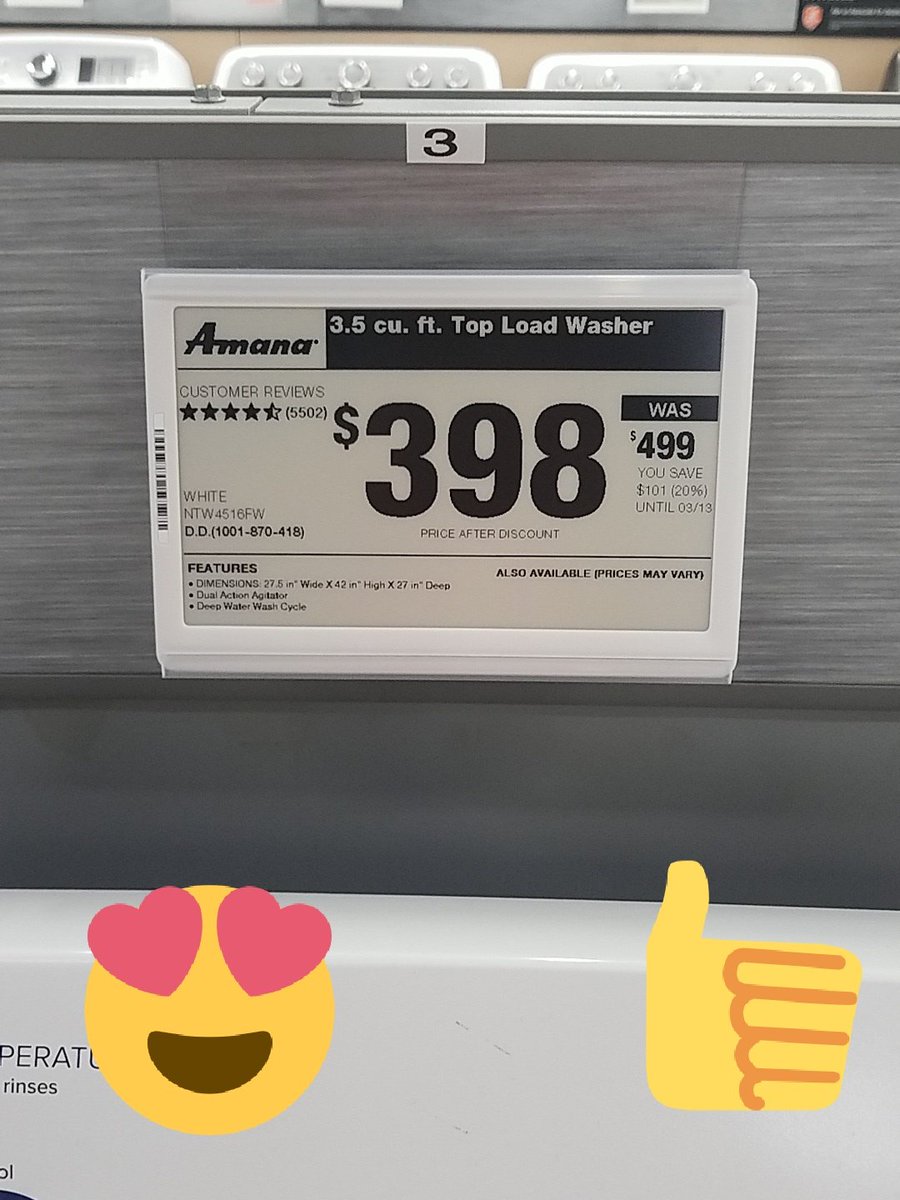 3
Amana
3.5 cu. ft. Top Load Washer
CUSTOMER REVIEWS
(5502)
$398
PRICE AFTER DISCOUNT
WAS
$499
YOU SAVE
$101 (20%)
UNTIL 03/13
WHITE
NTW4516FW
D.D.(1001-870-418)
FEATURES
• DIMENSIONS: 27.5 in" Wide X 42 in" High X 27 in" Deep
• Dual Action Agitator
• Deep Water Wash Cycle
ALSO AVAILABLE (PRICES MAY VARY)
PERATU
rinses
ol